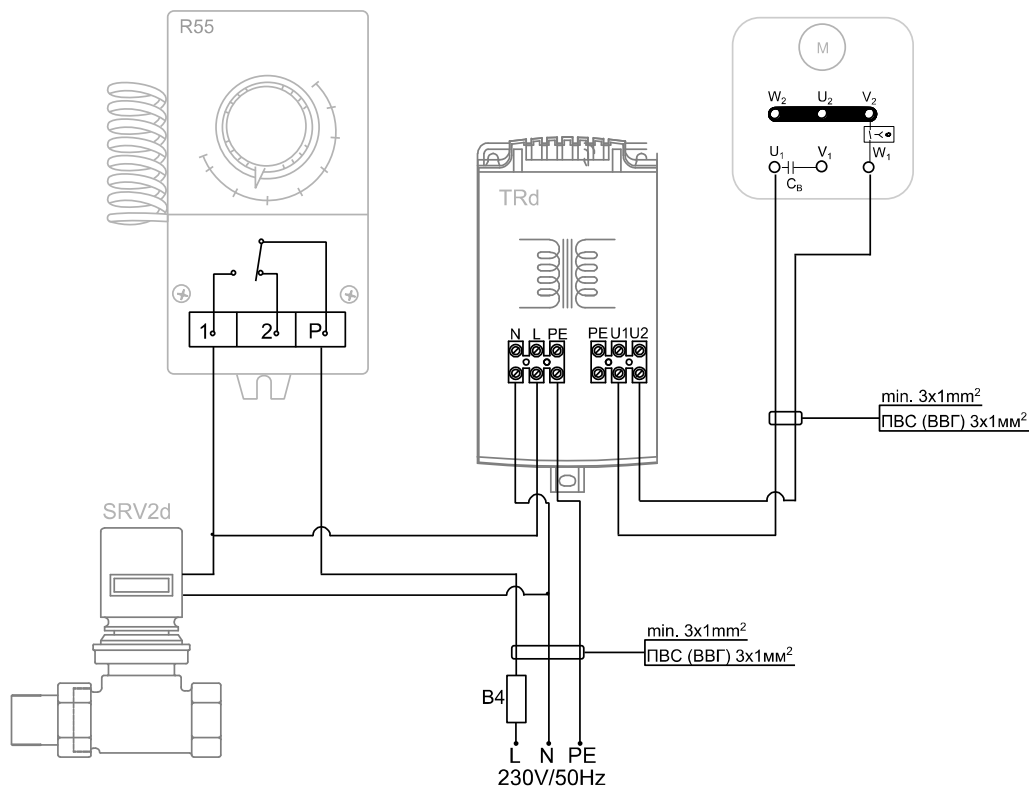 R55
M
W2 U2 V2
U1 V1 W1
CB
TRd
1 2 P
N L PE
PE U1 U2
min. 3x1mm²
ПВС (ВВГ) 3x1мм²
SRV2d
min. 3x1mm²
ПВС (ВВГ) 3x1мм²
B4
L N PE
230V/50Hz